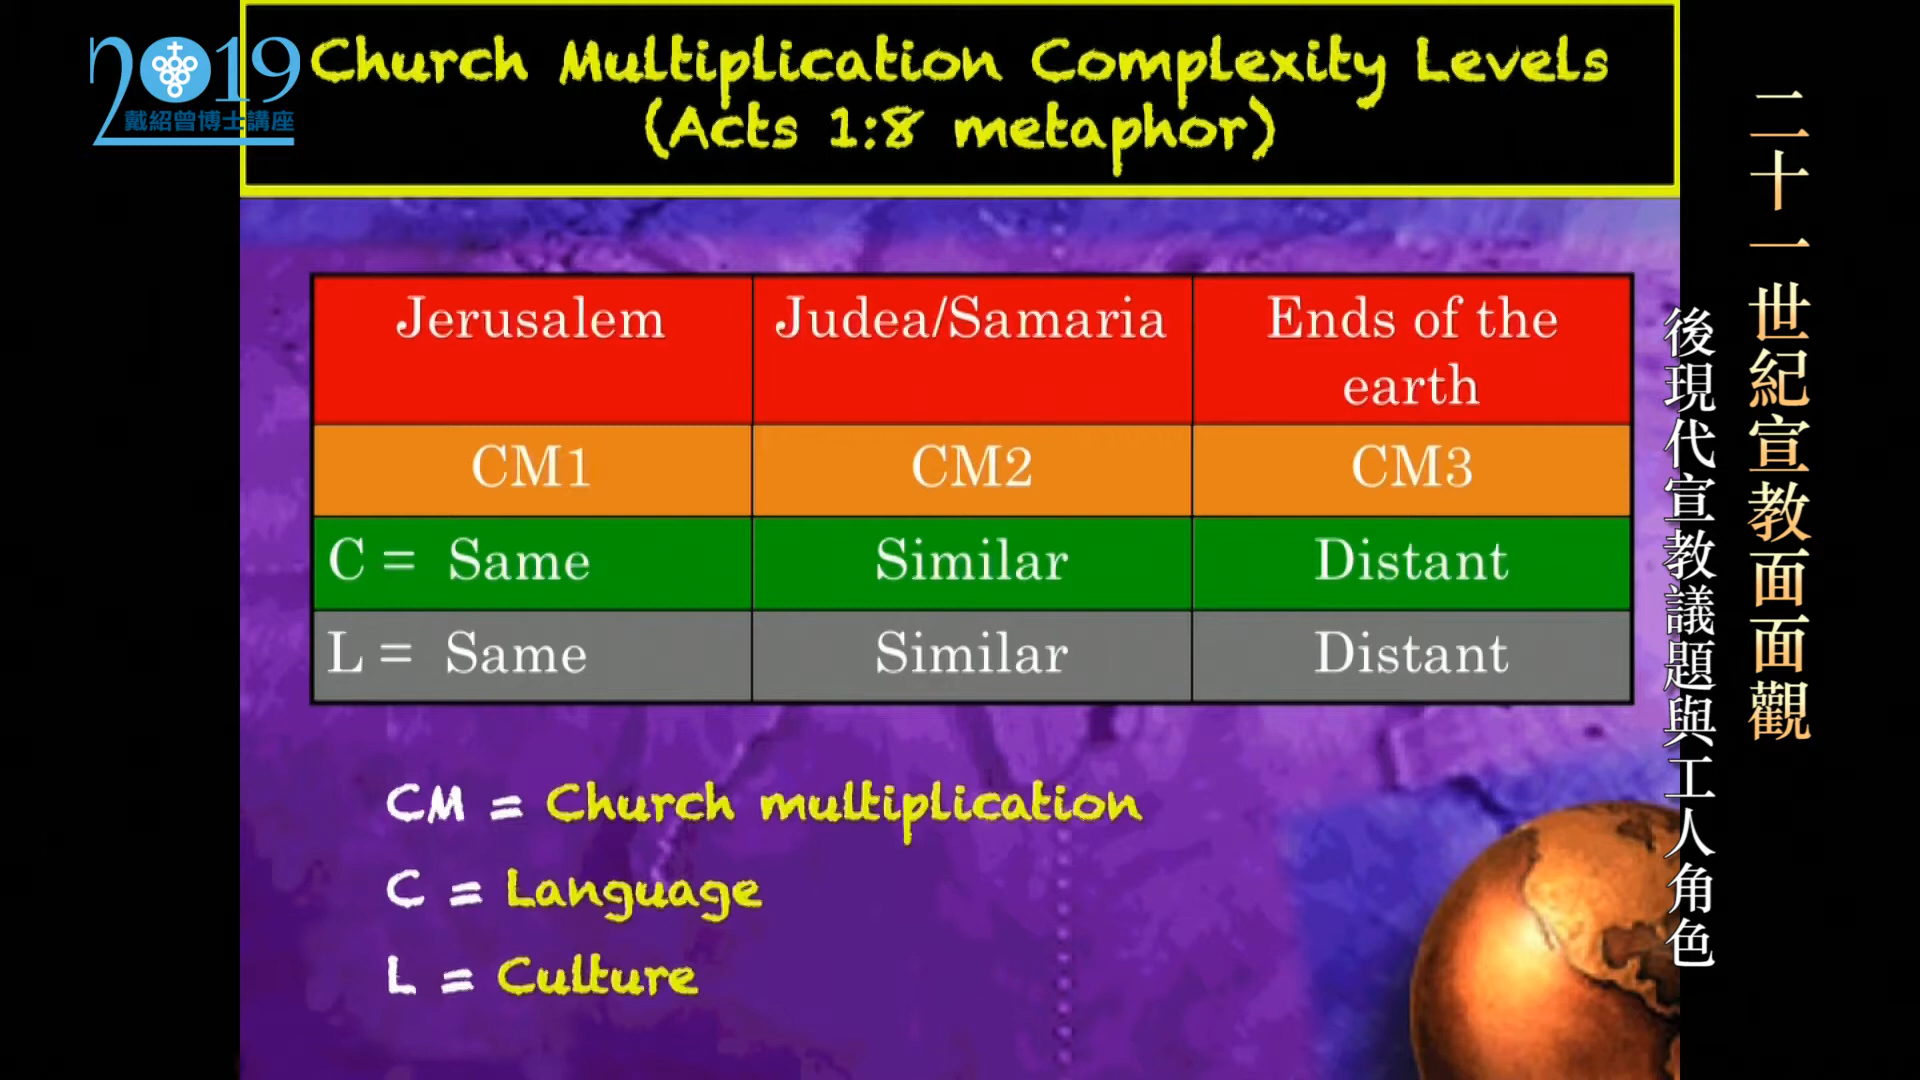 2019
戴紹曾博士講座
Church Multiplication Complexity Levels
(Acts 1:8 metaphor)
二十一世紀宣教面面觀
後現代宣教議題與工人角色
Jerusalem Judea/Samaria Ends of the earth
CM1 CM2 CM3
C = Same Similar Distant
L = Same Similar Distant
CM = Church multiplication
C = Language
L = Culture